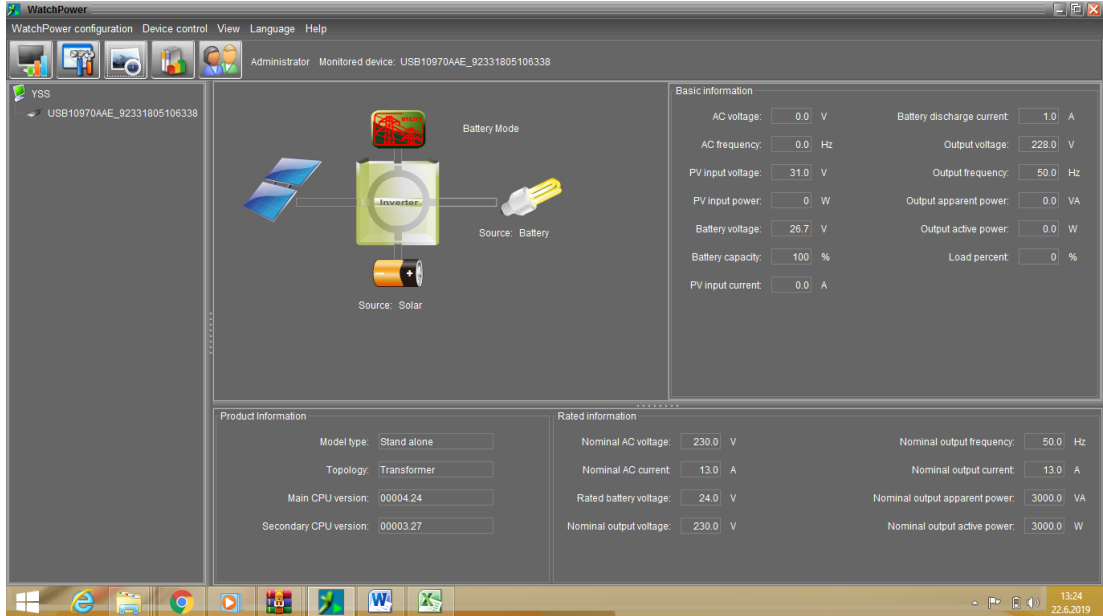 WatchPower
WatchPower configuration Device control View Language Help
Administrator Monitored device: USB10970AAE_92331805106338
YSS
USB10970AAE_92331805106338
UTILITY
Battery Mode
Inverter
Source: Battery
Source: Solar
Basic information
AC voltage: 0.0 V
Battery discharge current: 1.0 A
AC frequency: 0.0 Hz
Output voltage: 228.0 V
PV input voltage: 31.0 V
Output frequency: 50.0 Hz
PV input power: 0 W
Output apparent power: 0.0 VA
Battery voltage: 26.7 V
Output active power: 0.0 W
Battery capacity: 100 %
Load percent: 0 %
PV input current: 0.0 A
Product Information
Model type: Stand alone
Topology: Transformer
Main CPU version: 00004.24
Secondary CPU version: 00003.27
Rated information
Nominal AC voltage: 230.0 V
Nominal output frequency: 50.0 Hz
Nominal AC current: 13.0 A
Nominal output current: 13.0 A
Rated battery voltage: 24.0 V
Nominal output apparent power: 3000.0 VA
Nominal output voltage: 230.0 V
Nominal output active power: 3000.0 W
13:24
22.6.2019